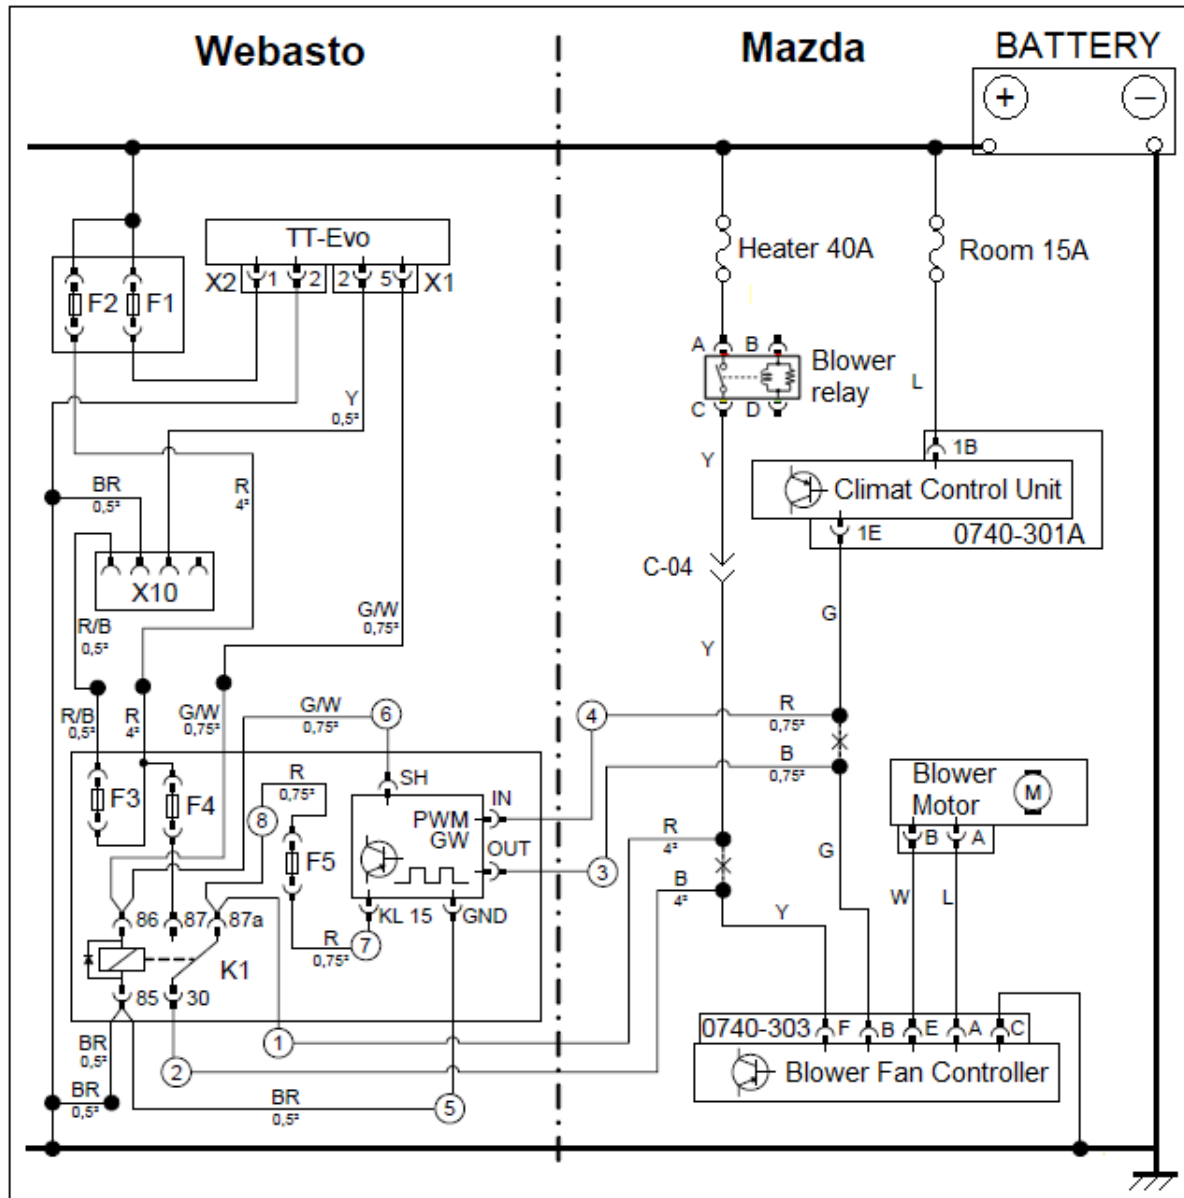 Webasto
Mazda
BATTERY
+
−
TT-Evo
X2
1
2
2
5
X1
F2
F1
Heater 40A
Room 15A
A
B
Blower
relay
C
D
L
Y
0,5²
Y
1B
Climat Control Unit
1E
0740-301A
BR
0,5²
R
4²
X10
C-04
G
R/B
0,5²
G/W
0,75²
Y
R/B
0,5²
R
4²
G/W
0,75²
G/W
0,75²
6
4
R
0,75²
B
0,75²
R
0,75²
SH
IN
PWM
GW
OUT
F3
F4
8
F5
3
R
4²
B
4²
Blower
Motor
M
B
A
G
W
L
Y
86
87
87a
KL 15
GND
R
0,75²
7
K1
85
30
1
2
BR
0,5²
BR
0,5²
BR
0,5²
5
0740-303
F
B
E
A
C
Blower Fan Controller